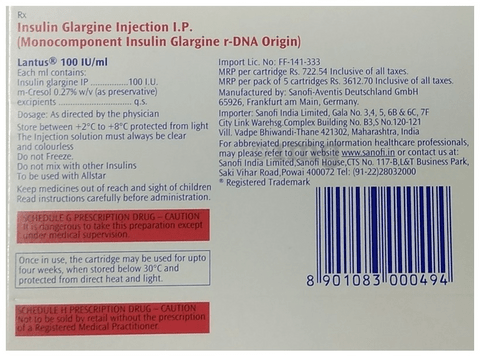 Rx
Insulin Glargine Injection I.P.
(Monocomponent Insulin Glargine r-DNA Origin)
Lantus® 100 IU/ml
Each ml contains:
Insulin glargine IP ..................100 I.U.
m-Cresol 0.27% w/v (as preservative)
excipients ............................ q.s.
Dosage: As directed by the physician
Store between +2°C to +8°C protected from light
The Injection solution must always be clear
and colourless
Do not Freeze.
Do not mix with other Insulins
To be used with Allstar
Keep medicines out of reach and sight of children
Read instructions carefully before administration.
SCHEDULE G PRESCRIPTION DRUG – CAUTION
It is dangerous to take this preparation except
under medical supervision.
Once in use, the cartridge may be used for upto
four weeks, when stored below 30°C and
protected from direct heat and light.
SCHEDULE H PRESCRIPTION DRUG – CAUTION
Not to be sold by retail without the prescription
of a Registered Medical Practitioner.
Import Lic. No: FF-141-333
MRP per cartridge Rs. 722.54 Inclusive of all taxes.
MRP per pack of 5 cartridges Rs. 3612.70 Inclusive of all taxes.
Manufactured by: Sanofi-Aventis Deutschland GmbH
65926, Frankfurt am Main, Germany.
Importer: Sanofi India Limited, Gala No. 3,4, 5, 6B & 6C, 7F
City Link Warehsg.Complex Building No. B3,S No.120-121
Vill. Vadpe Bhiwandi-Thane 421302, Maharashtra, India
For abbreviated prescribing information healthcare professionals,
may please refer to our website www.sanofi.in or contact us at:
Sanofi India Limited,Sanofi House,CTS No. 117-B,L&T Business Park,
Saki Vihar Road,Powai 400072 Tel: (91-22)28032000
® Registered Trademark
8 901083 000494